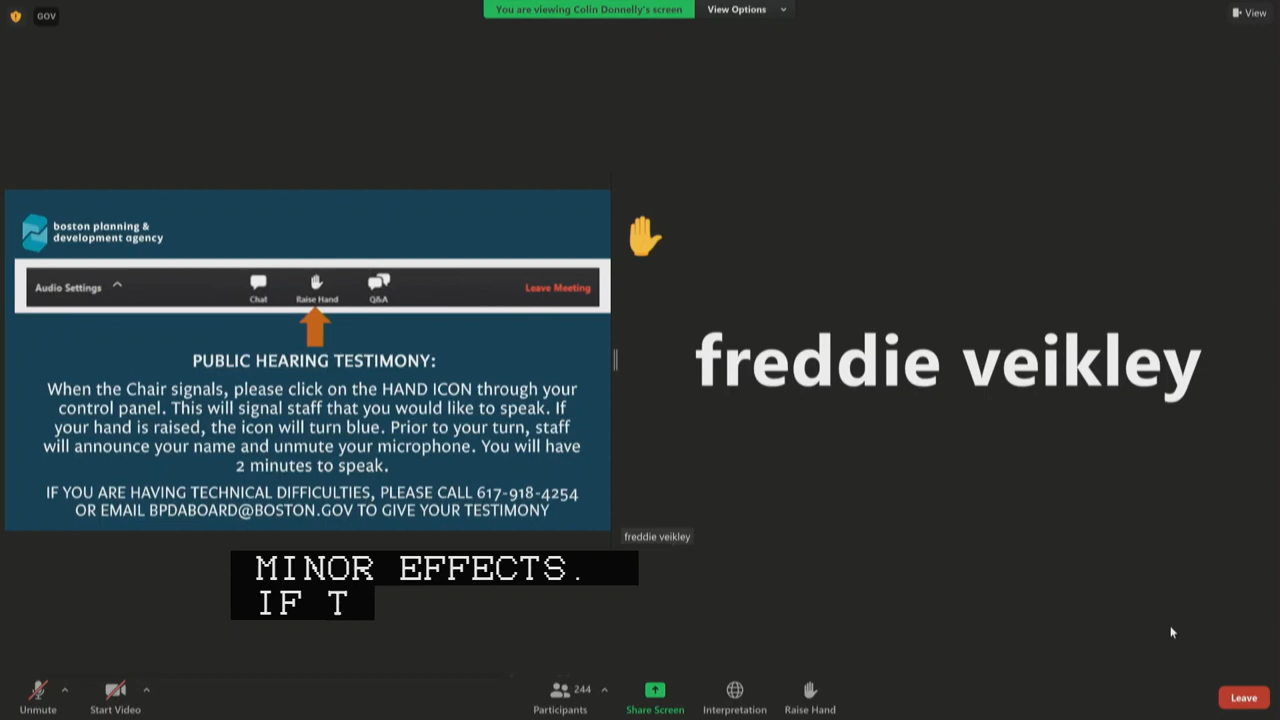 GOV
You are viewing Colin Donnelly's screen
View Options
View
boston planning &
development agency
Audio Settings
Chat
Raise Hand
Q&A
Leave Meeting
PUBLIC HEARING TESTIMONY:
When the Chair signals, please click on the HAND ICON through your
control panel. This will signal staff that you would like to speak. If
your hand is raised, the icon will turn blue. Prior to your turn, staff
will announce your name and unmute your microphone. You will have
2 minutes to speak.
IF YOU ARE HAVING TECHNICAL DIFFICULTIES, PLEASE CALL 617-918-4254
OR EMAIL BPDABOARD@BOSTON.GOV TO GIVE YOUR TESTIMONY
freddie veikley
freddie veikley
MINOR EFFECTS.
IF T
Unmute
Start Video
244
Participants
Share Screen
Interpretation
Raise Hand
Leave